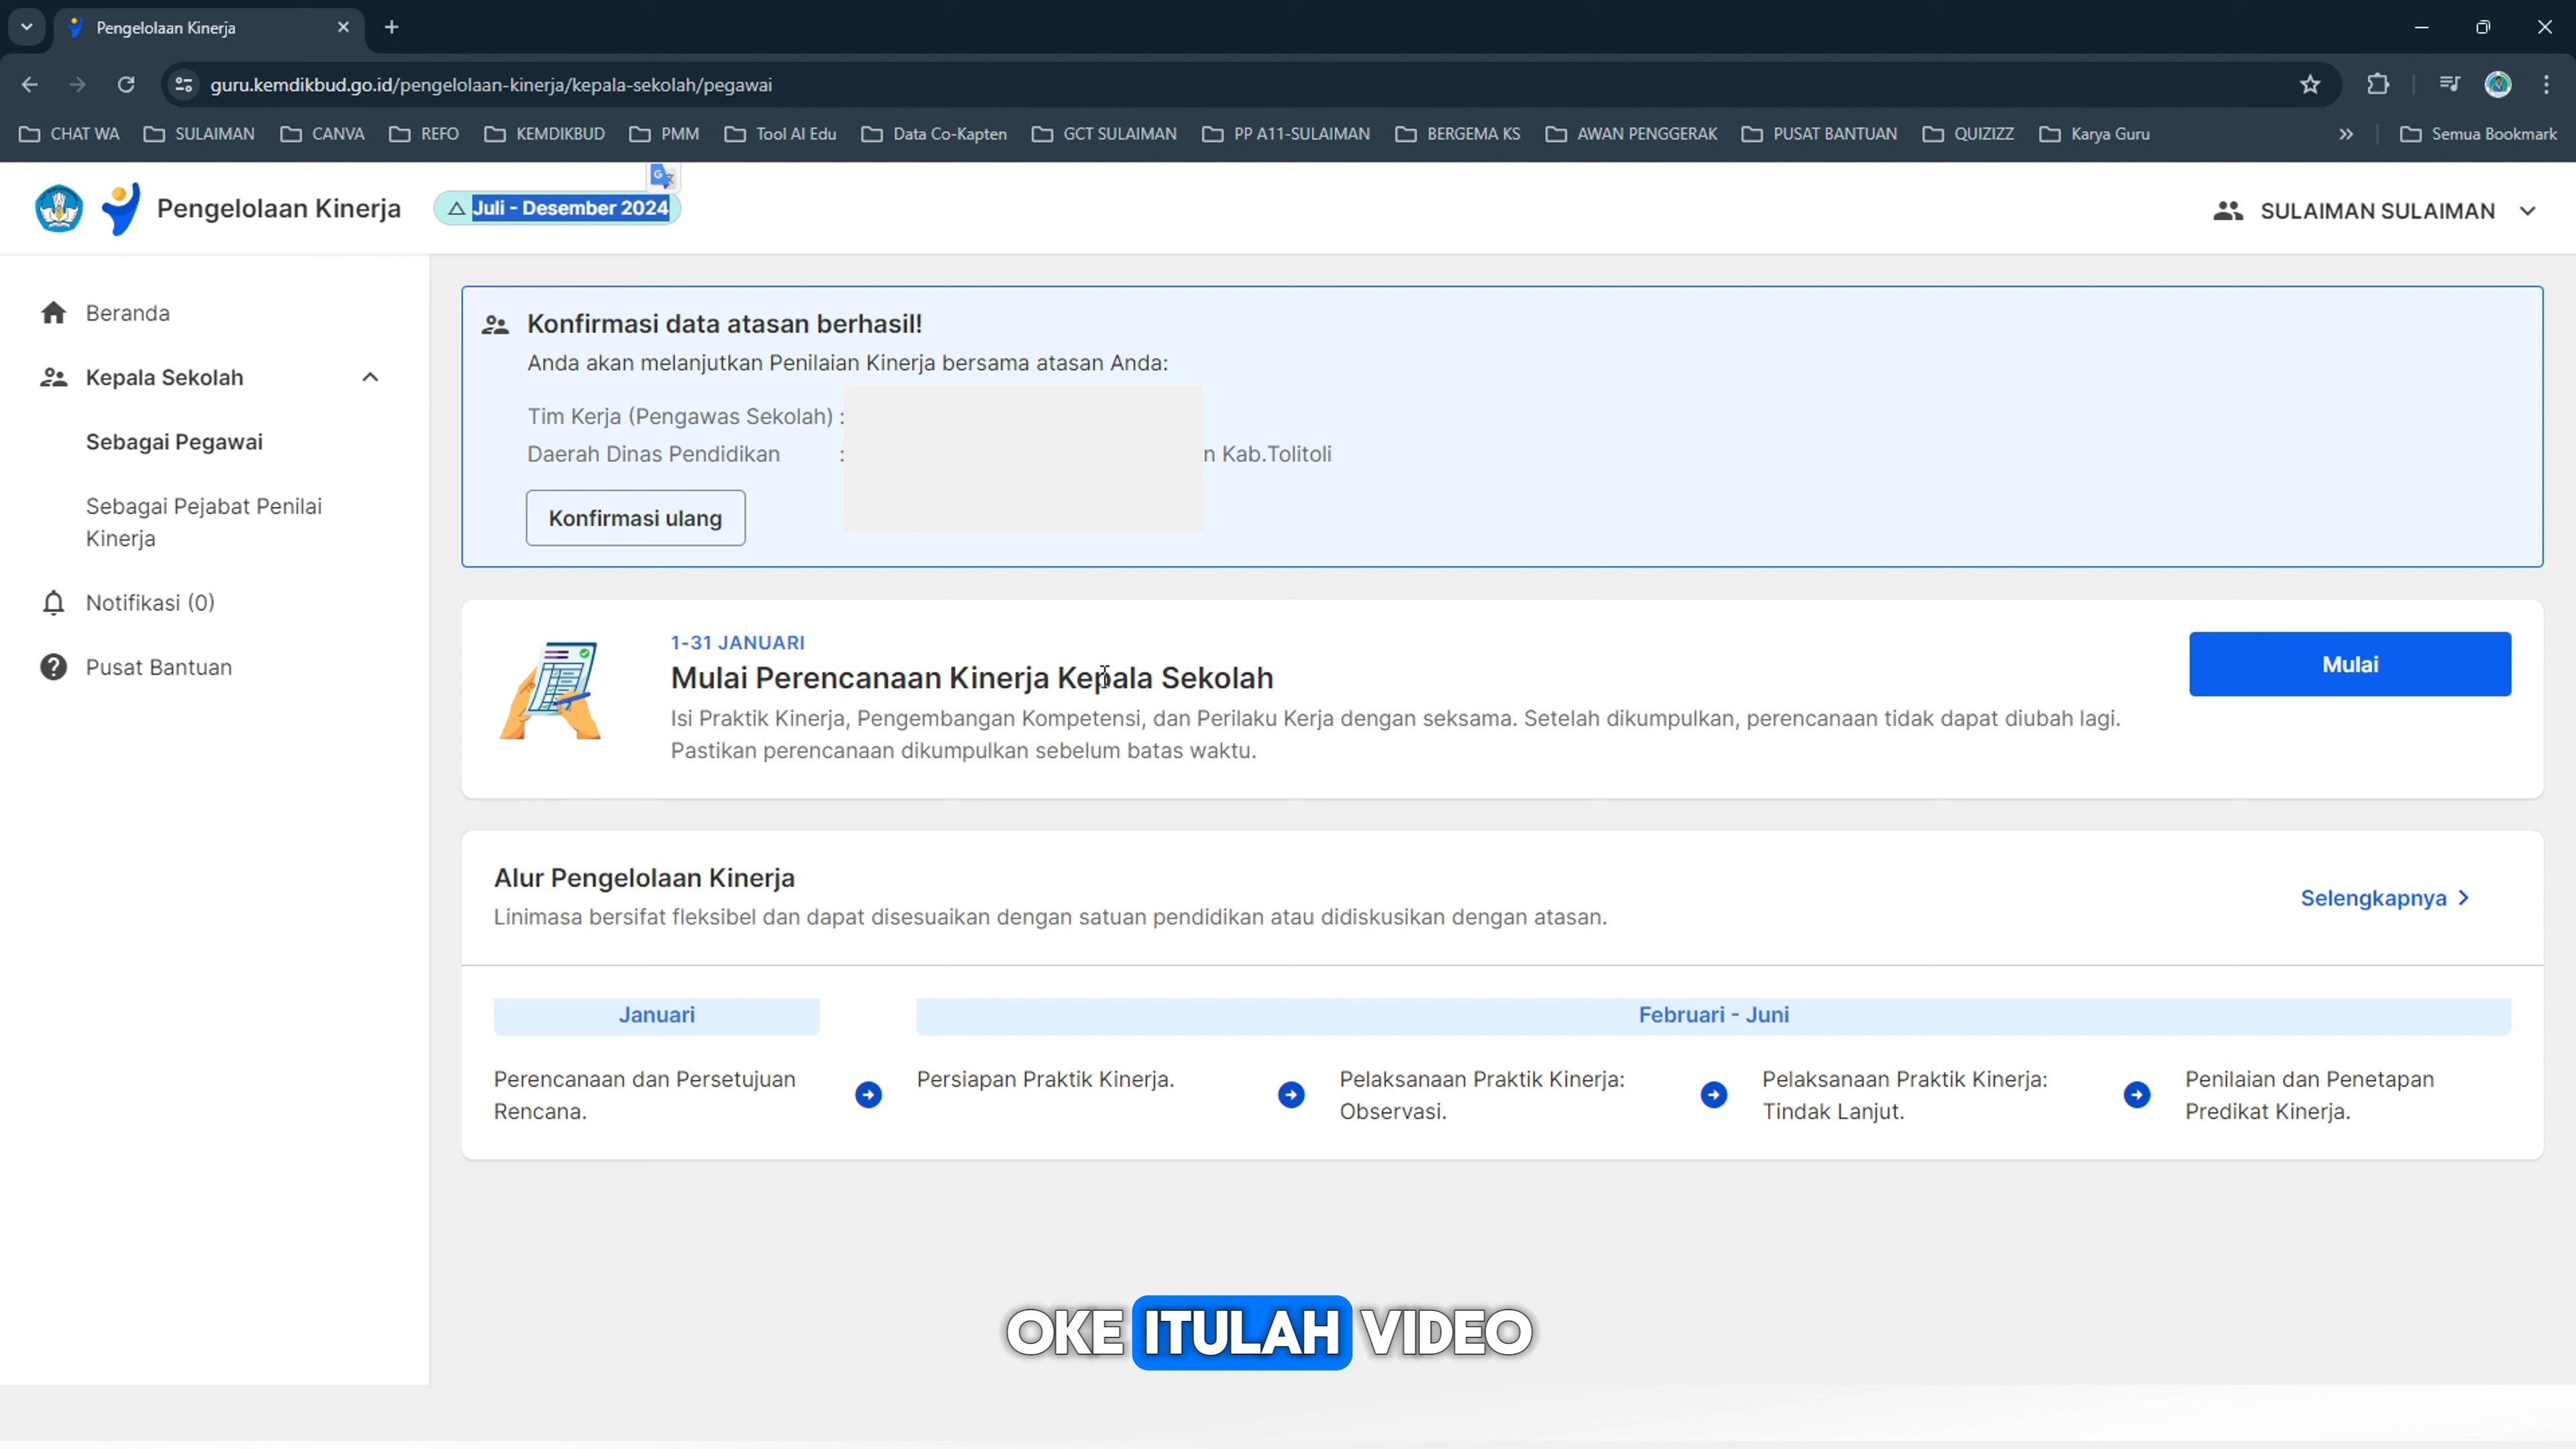 Pengelolaan Kinerja
guru.kemdikbud.go.id/pengelolaan-kinerja/kepala-sekolah/pegawai
CHAT WA SULAIMAN CANVA REFO KEMDIKBUD PMM Tool AI Edu Data Co-Kapten GCT SULAIMAN PP A11-SULAIMAN BERGEMA KS AWAN PENGGERAK PUSAT BANTUAN QUIZIZZ Karya Guru » Semua Bookmark
Pengelolaan Kinerja Juli - Desember 2024 SULAIMAN SULAIMAN
Beranda
Kepala Sekolah
Sebagai Pegawai
Sebagai Pejabat Penilai
Kinerja
Notifikasi (0)
Pusat Bantuan
Konfirmasi data atasan berhasil!
Anda akan melanjutkan Penilaian Kinerja bersama atasan Anda:
Tim Kerja (Pengawas Sekolah) :
Daerah Dinas Pendidikan : n Kab.Tolitoli
Konfirmasi ulang
1-31 JANUARI
Mulai Perencanaan Kinerja Kepala Sekolah
Isi Praktik Kinerja, Pengembangan Kompetensi, dan Perilaku Kerja dengan seksama. Setelah dikumpulkan, perencanaan tidak dapat diubah lagi.
Pastikan perencanaan dikumpulkan sebelum batas waktu.
Mulai
Alur Pengelolaan Kinerja
Linimasa bersifat fleksibel dan dapat disesuaikan dengan satuan pendidikan atau didiskusikan dengan atasan.
Selengkapnya
Januari
Februari - Juni
Perencanaan dan Persetujuan
Rencana.
Persiapan Praktik Kinerja.
Pelaksanaan Praktik Kinerja:
Observasi.
Pelaksanaan Praktik Kinerja:
Tindak Lanjut.
Penilaian dan Penetapan
Predikat Kinerja.
OKE ITULAH VIDEO